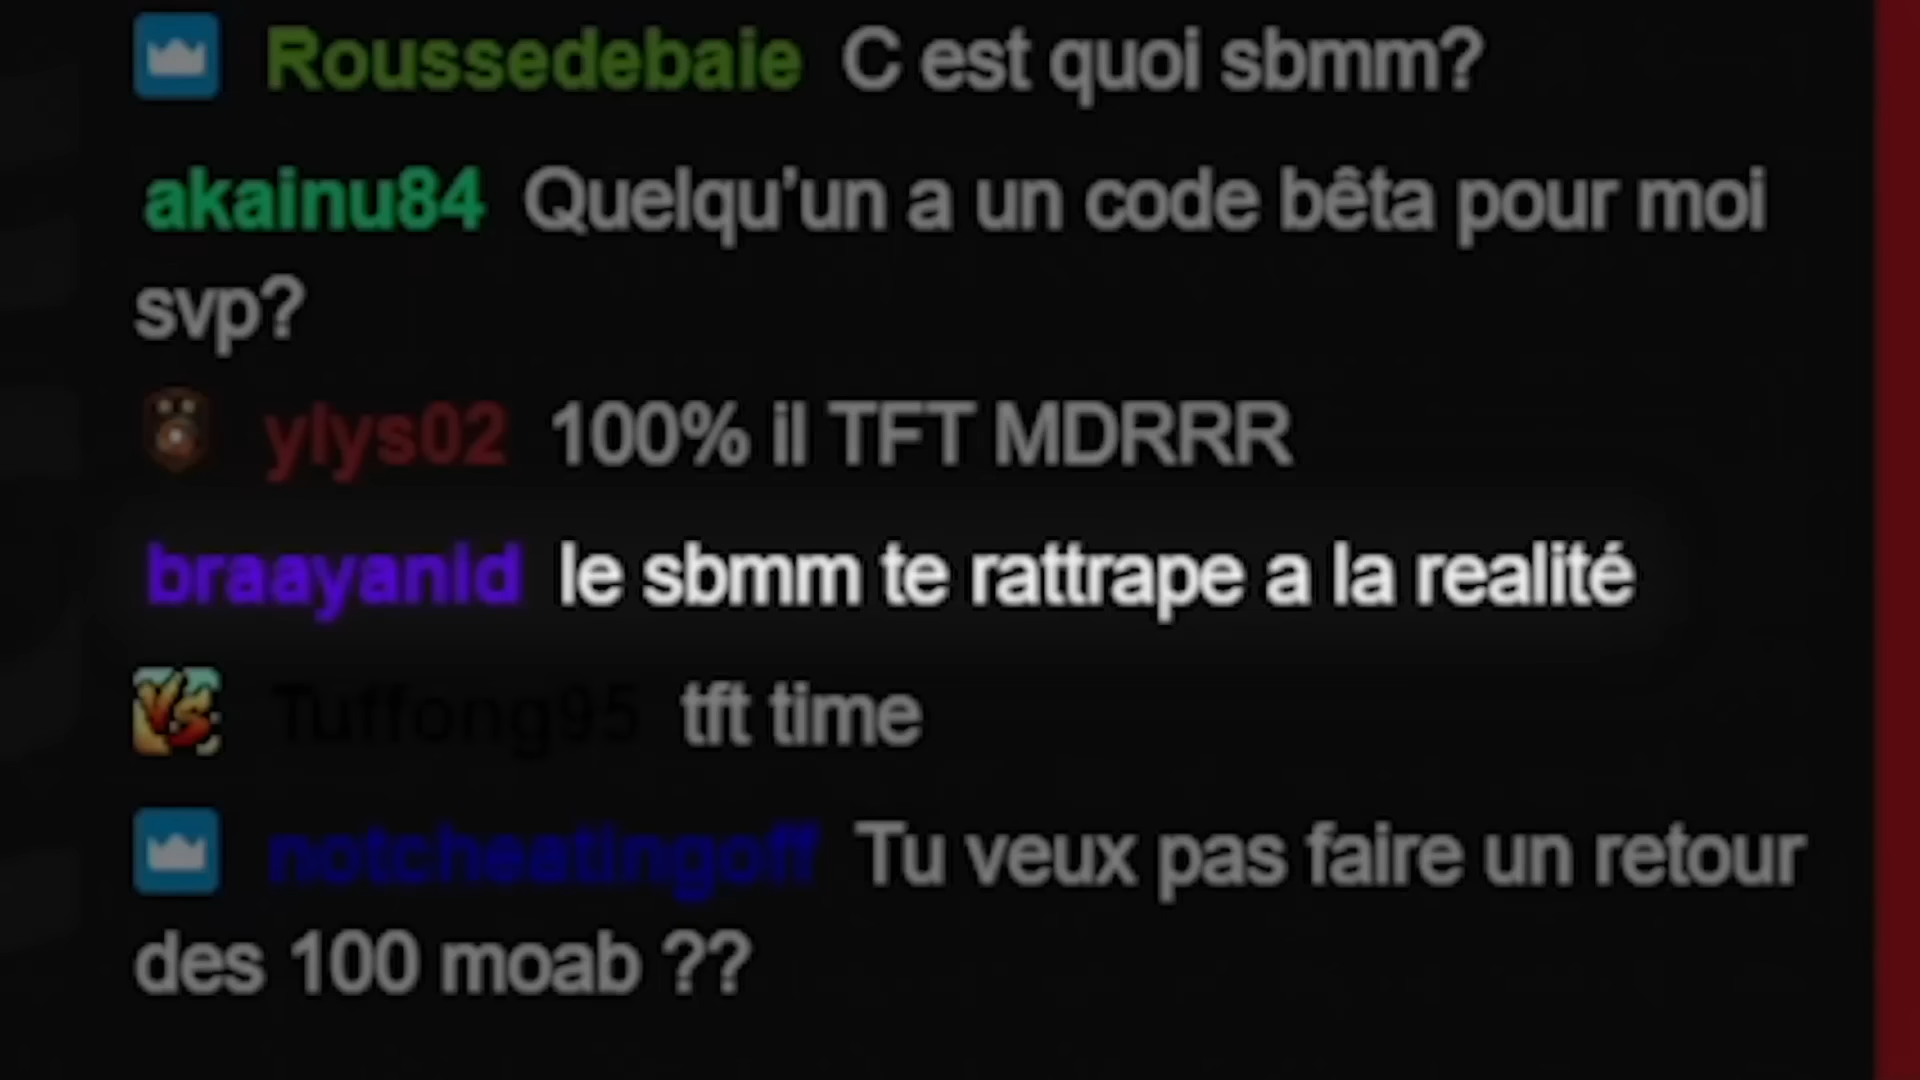 Roussedebaie C est quoi sbmm?
akainu84 Quelqu'un a un code bêta pour moi
svp?
ylys02 100% il TFT MDRRR
braayanld le sbmm te rattrape a la realité
Tuffong95 tft time
notcheatingoff Tu veux pas faire un retour
des 100 moab ??